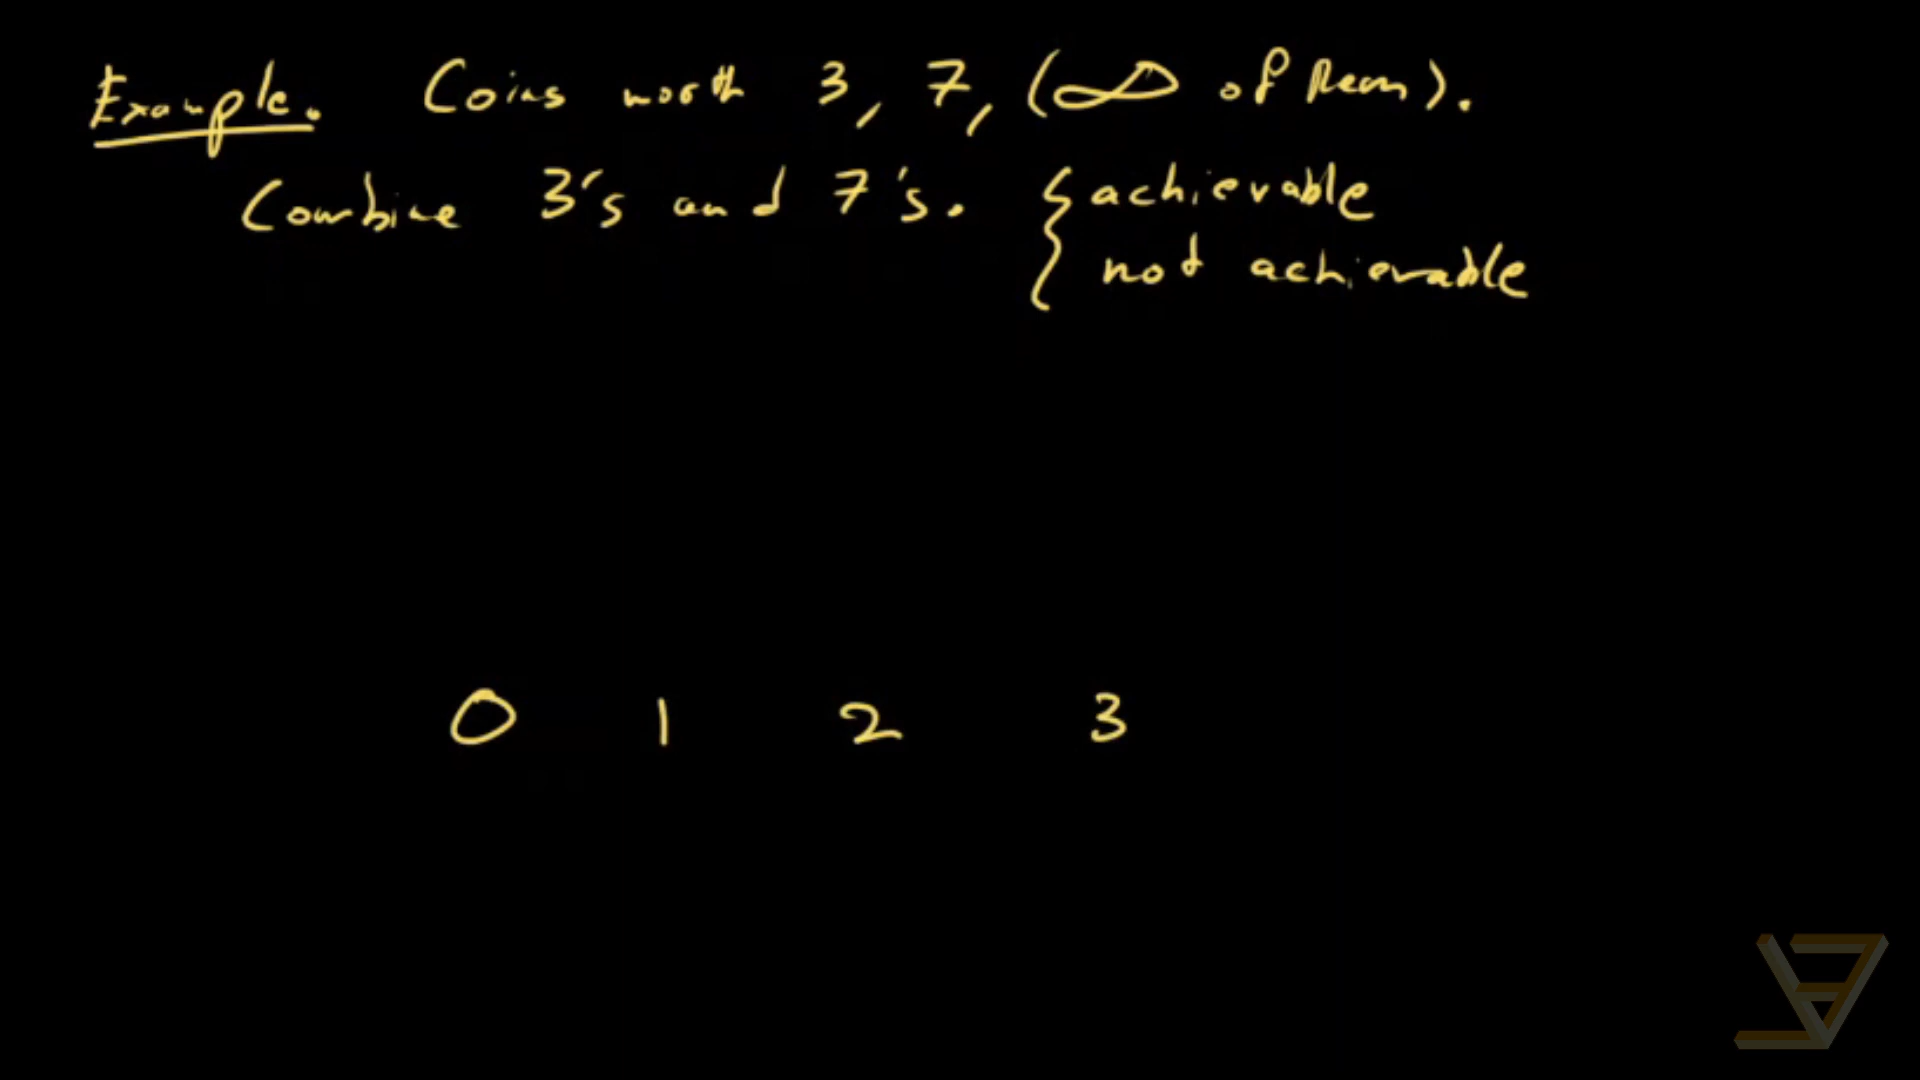 Example. Coins worth 3, 7, (∞ of them).
Combine 3's and 7's. { achievable
not achievable
0 1 2 3